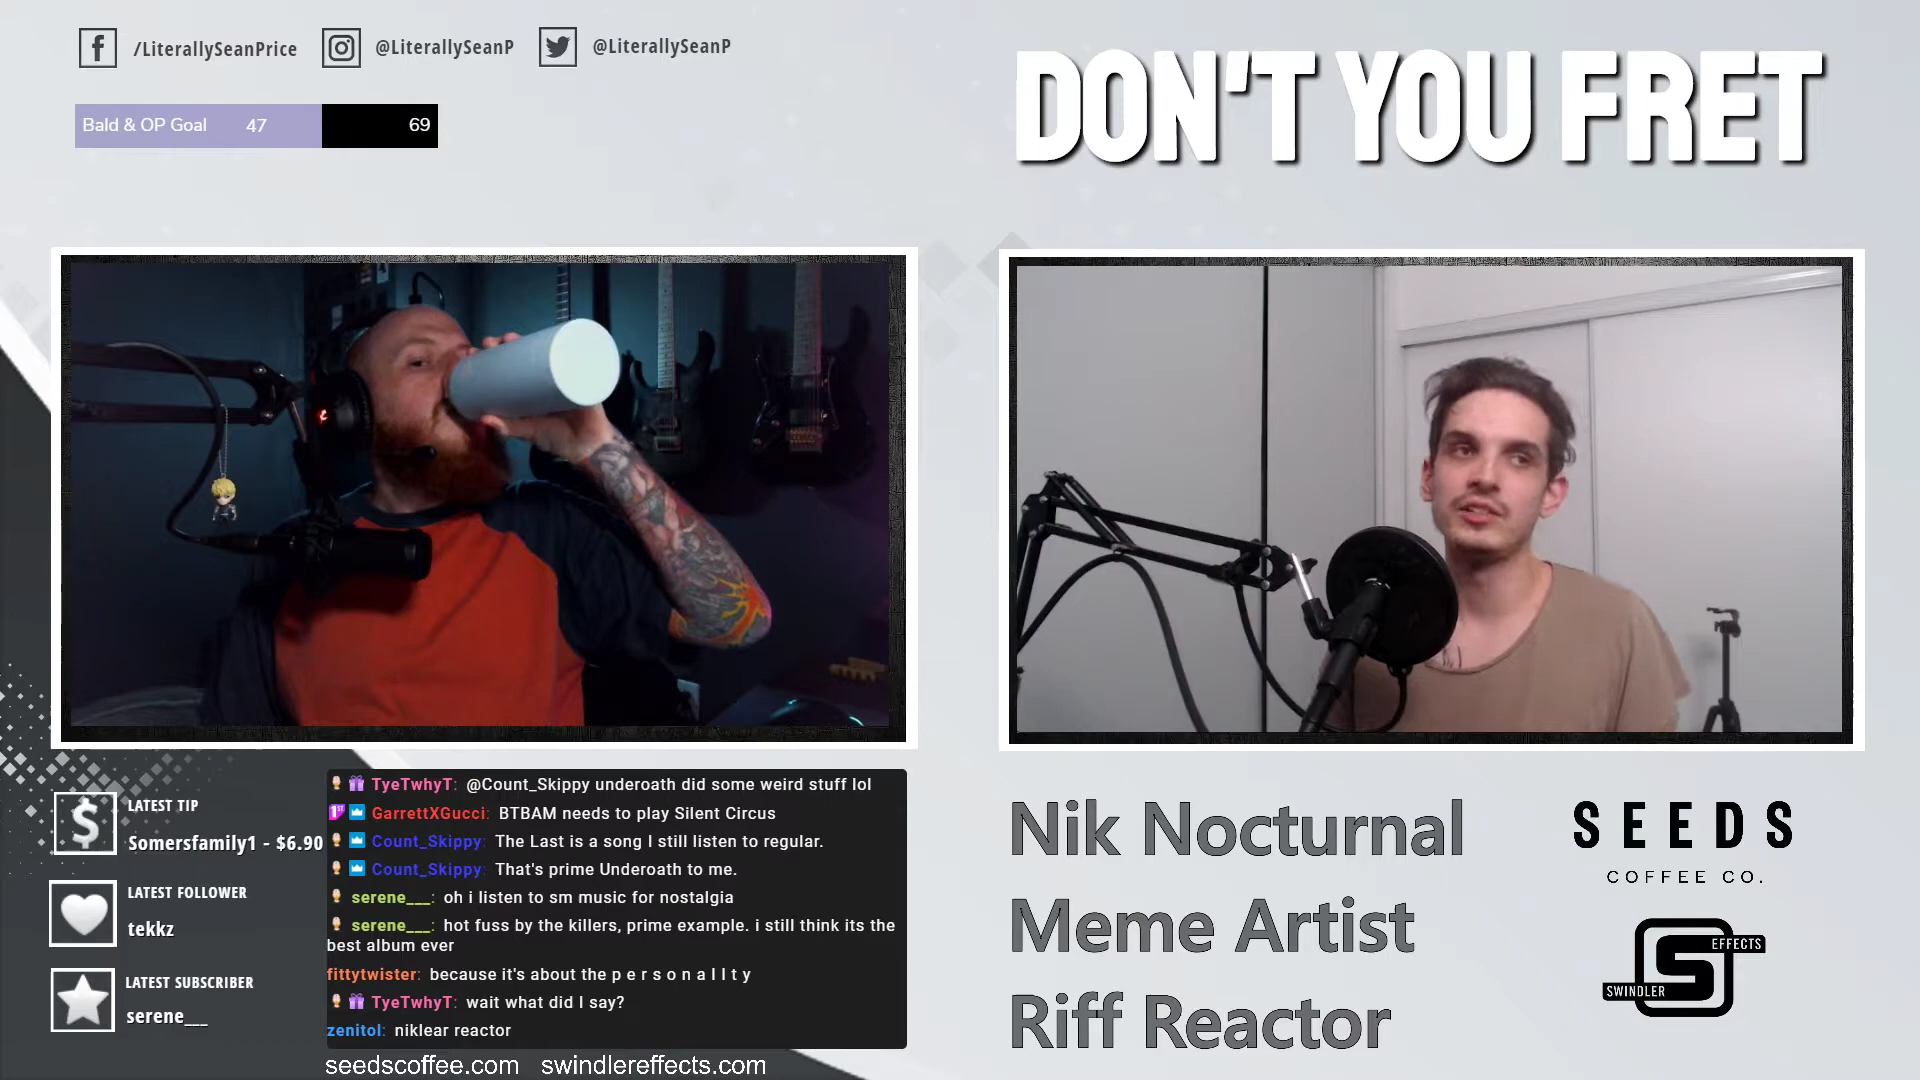 /LiterallySeanPrice
@LiterallySeanP
@LiterallySeanP
DON'T YOU FRET
Bald & OP Goal 47 69
LATEST TIP
Somersfamily1 - $6.90
LATEST FOLLOWER
tekkz
LATEST SUBSCRIBER
serene___
TyeTwhyT: @Count_Skippy underoath did some weird stuff lol
GarrettXGucci: BTBAM needs to play Silent Circus
Count_Skippy: The Last is a song I still listen to regular.
Count_Skippy: That's prime Underoath to me.
serene___: oh i listen to sm music for nostalgia
serene___: hot fuss by the killers, prime example. i still think its the
best album ever
fittytwister: because it's about the p e r s o n a l I t y
TyeTwhyT: wait what did I say?
zenitol: niklear reactor
seedscoffee.com swindlereffects.com
Nik Nocturnal
Meme Artist
Riff Reactor
SEEDS
COFFEE CO.
EFFECTS
S
SWINDLER